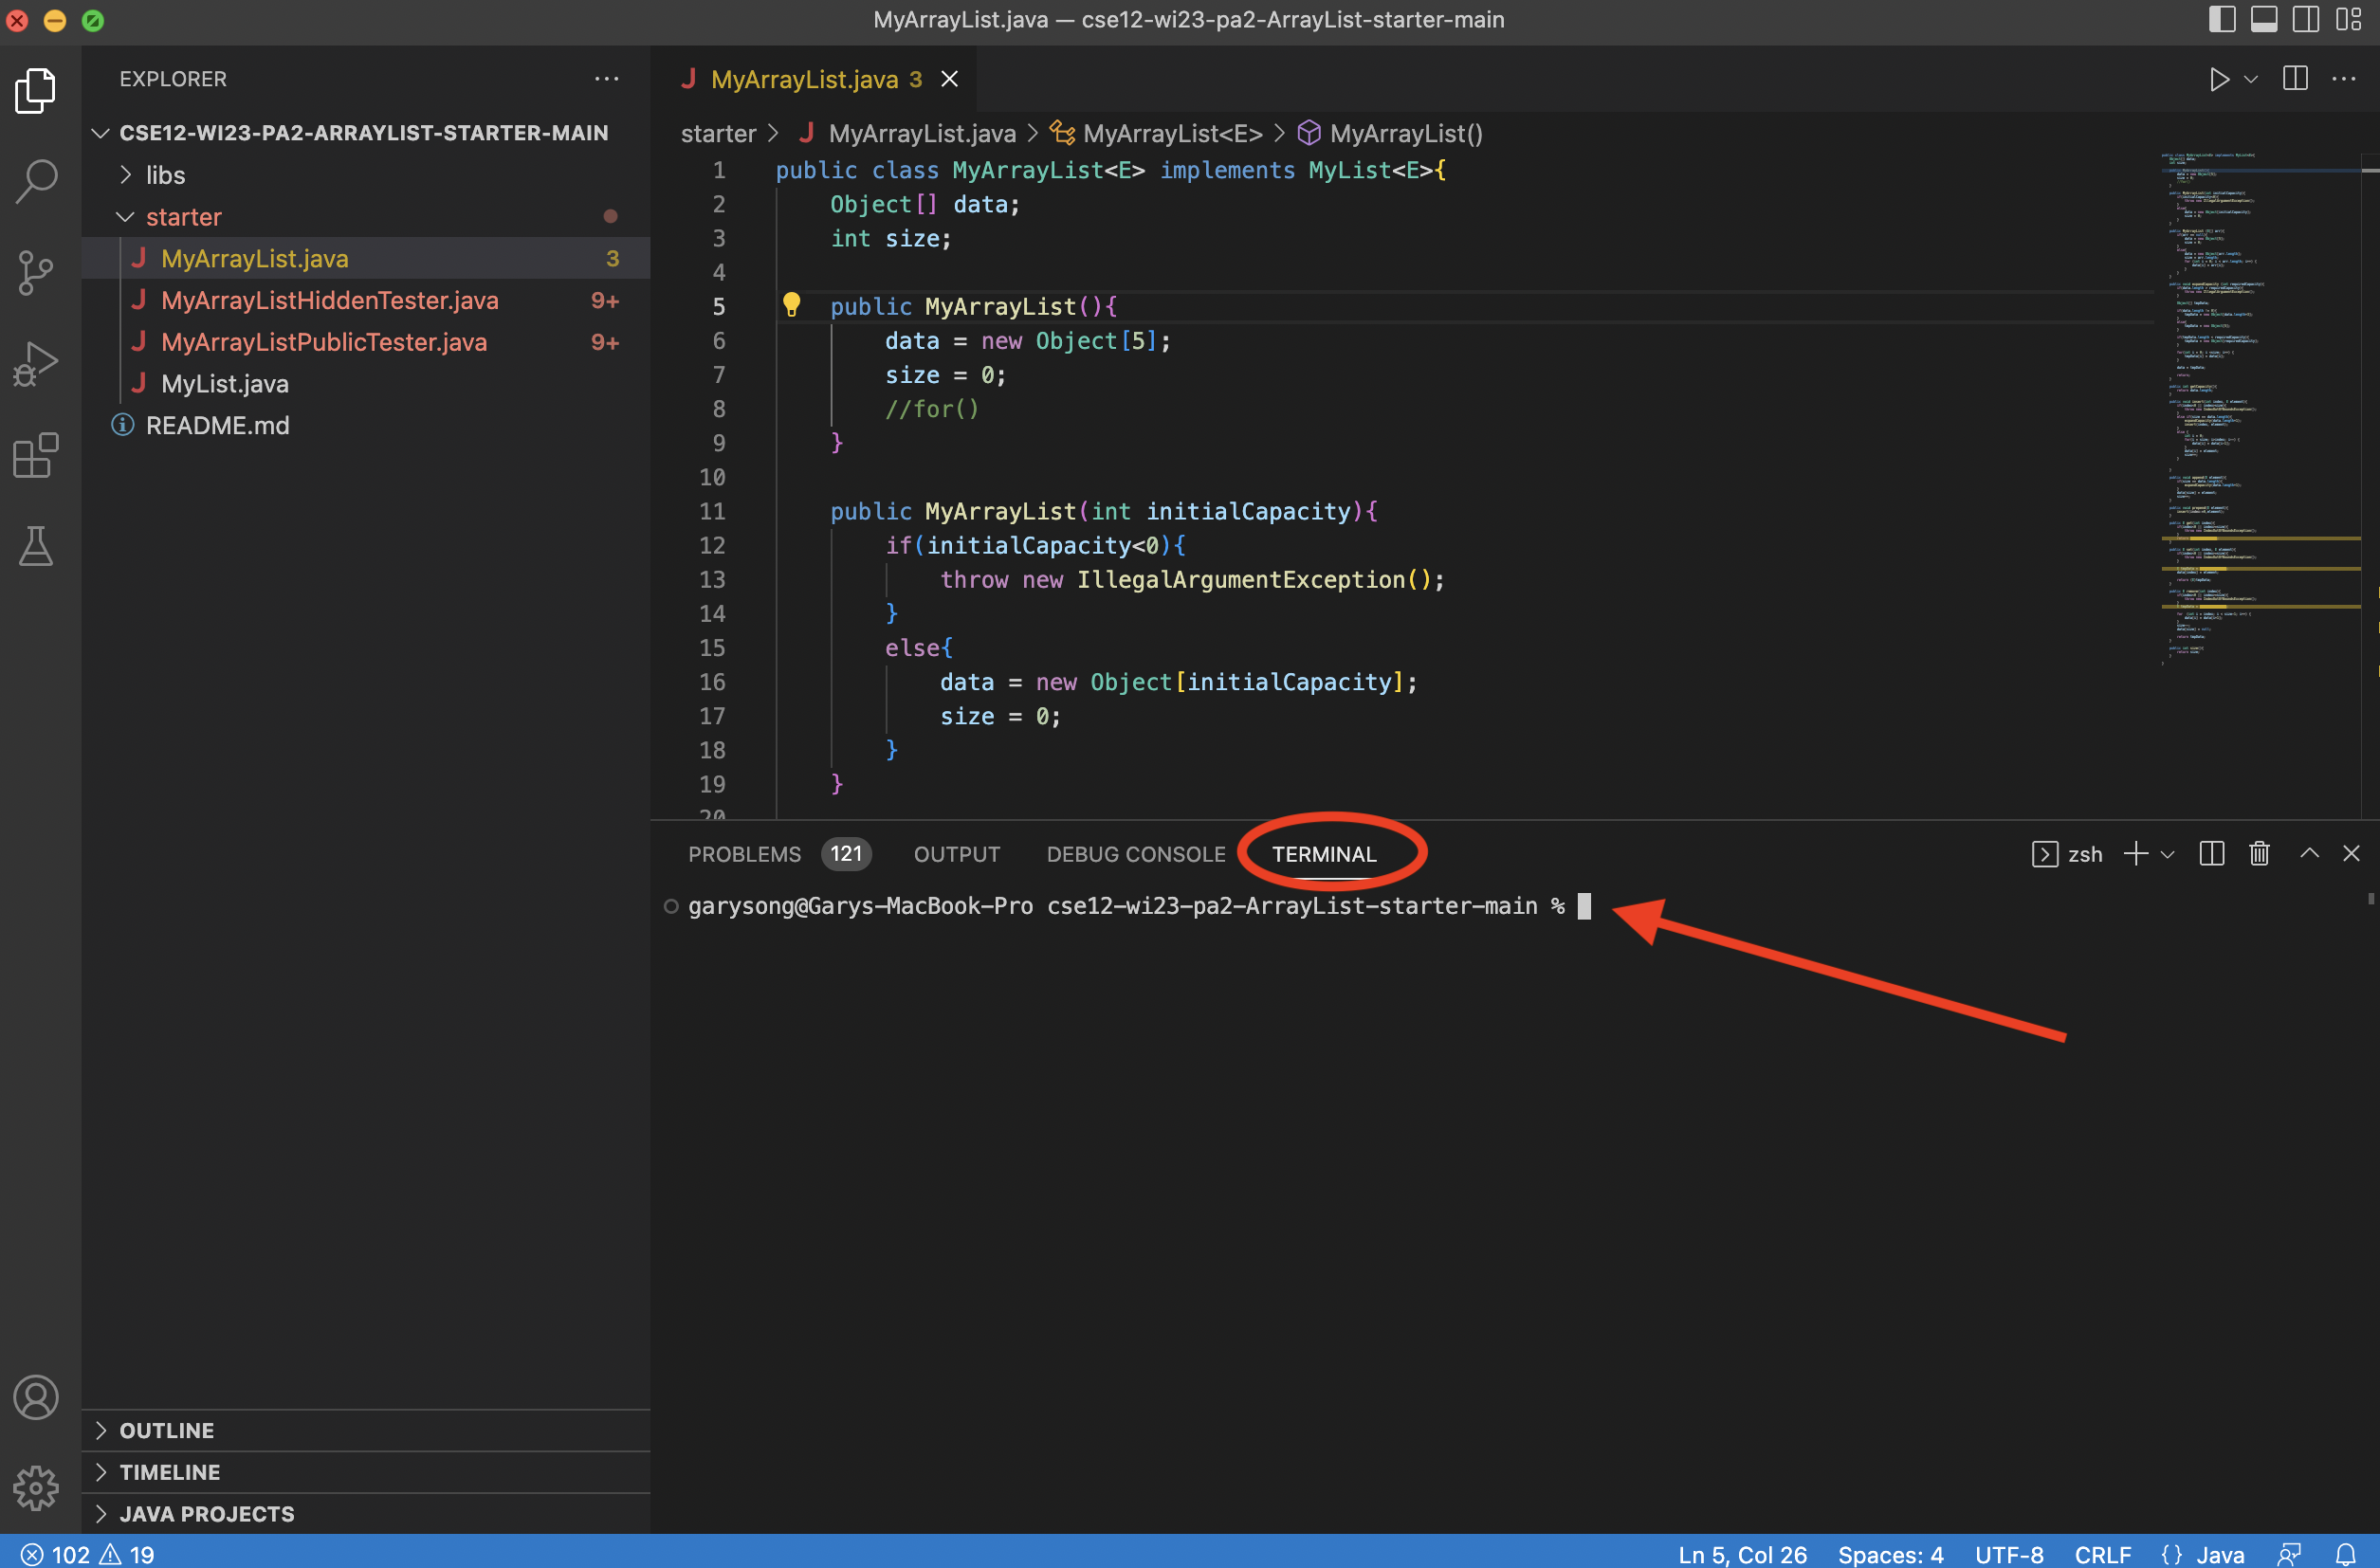 MyArrayList.java — cse12-wi23-pa2-ArrayList-starter-main
EXPLORER
CSE12-WI23-PA2-ARRAYLIST-STARTER-MAIN
libs
starter
MyArrayList.java 3
MyArrayListHiddenTester.java 9+
MyArrayListPublicTester.java 9+
MyList.java
README.md
OUTLINE
TIMELINE
JAVA PROJECTS
MyArrayList.java 3
starter > MyArrayList.java > MyArrayList<E> > MyArrayList()
1 public class MyArrayList<E> implements MyList<E>{
2 Object[] data;
3 int size;
4
5 public MyArrayList(){
6 data = new Object[5];
7 size = 0;
8 //for()
9 }
10
11 public MyArrayList(int initialCapacity){
12 if(initialCapacity<0){
13 throw new IllegalArgumentException();
14 }
15 else{
16 data = new Object[initialCapacity];
17 size = 0;
18 }
19 }
20
PROBLEMS 121 OUTPUT DEBUG CONSOLE TERMINAL zsh
garysong@Garys-MacBook-Pro cse12-wi23-pa2-ArrayList-starter-main %
102 19 Ln 5, Col 26 Spaces: 4 UTF-8 CRLF {} Java